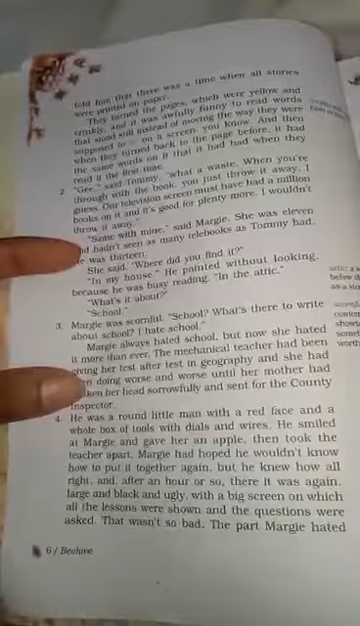 told him that there was a time when all stories
were printed on paper.
They turned the pages, which were yellow and
crinkly, and it was awfully funny to read words
that stood still instead of moving the way they were
supposed to — on a screen, you know. And then
when they turned back to the page before, it had
the same words on it that it had had when they
read it the first time.
2. "Gee," said Tommy, "what a waste. When you're
through with the book, you just throw it away, I
guess. Our television screen must have had a million
books on it and it's good for plenty more. I wouldn't
throw it away."
"Same with mine," said Margie. She was eleven
hadn't seen as many telebooks as Tommy had.
was thirteen.
She said, "Where did you find it?"
"In my house." He pointed without looking,
because he was busy reading. "In the attic."
"What's it about?"
"School."
3. Margie was scornful. "School? What's there to write
about school? I hate school."
Margie always hated school, but now she hated
it more than ever. The mechanical teacher had been
giving her test after test in geography and she had
doing worse and worse until her mother had
her head sorrowfully and sent for the County
Inspector.
4. He was a round little man with a red face and a
whole box of tools with dials and wires. He smiled
at Margie and gave her an apple, then took the
teacher apart. Margie had hoped he wouldn't know
how to put it together again, but he knew how all
right, and, after an hour or so, there it was again,
large and black and ugly, with a big screen on which
all the lessons were shown and the questions were
asked. That wasn't so bad. The part Margie hated
6 / Beehive
below
as a